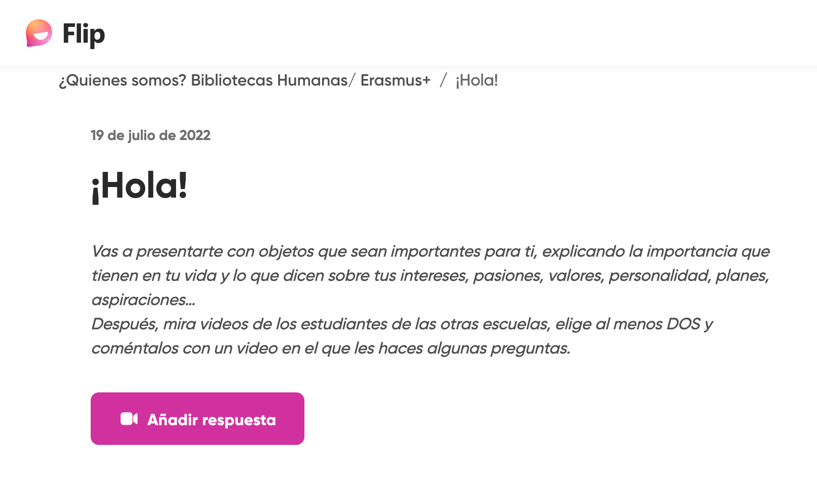 Flip
¿Quienes somos? Bibliotecas Humanas/ Erasmus+ / ¡Hola!
19 de julio de 2022
¡Hola!
Vas a presentarte con objetos que sean importantes para ti, explicando la importancia que
tienen en tu vida y lo que dicen sobre tus intereses, pasiones, valores, personalidad, planes,
aspiraciones...
Después, mira videos de los estudiantes de las otras escuelas, elige al menos DOS y
coméntalos con un video en el que les haces algunas preguntas.
Añadir respuesta